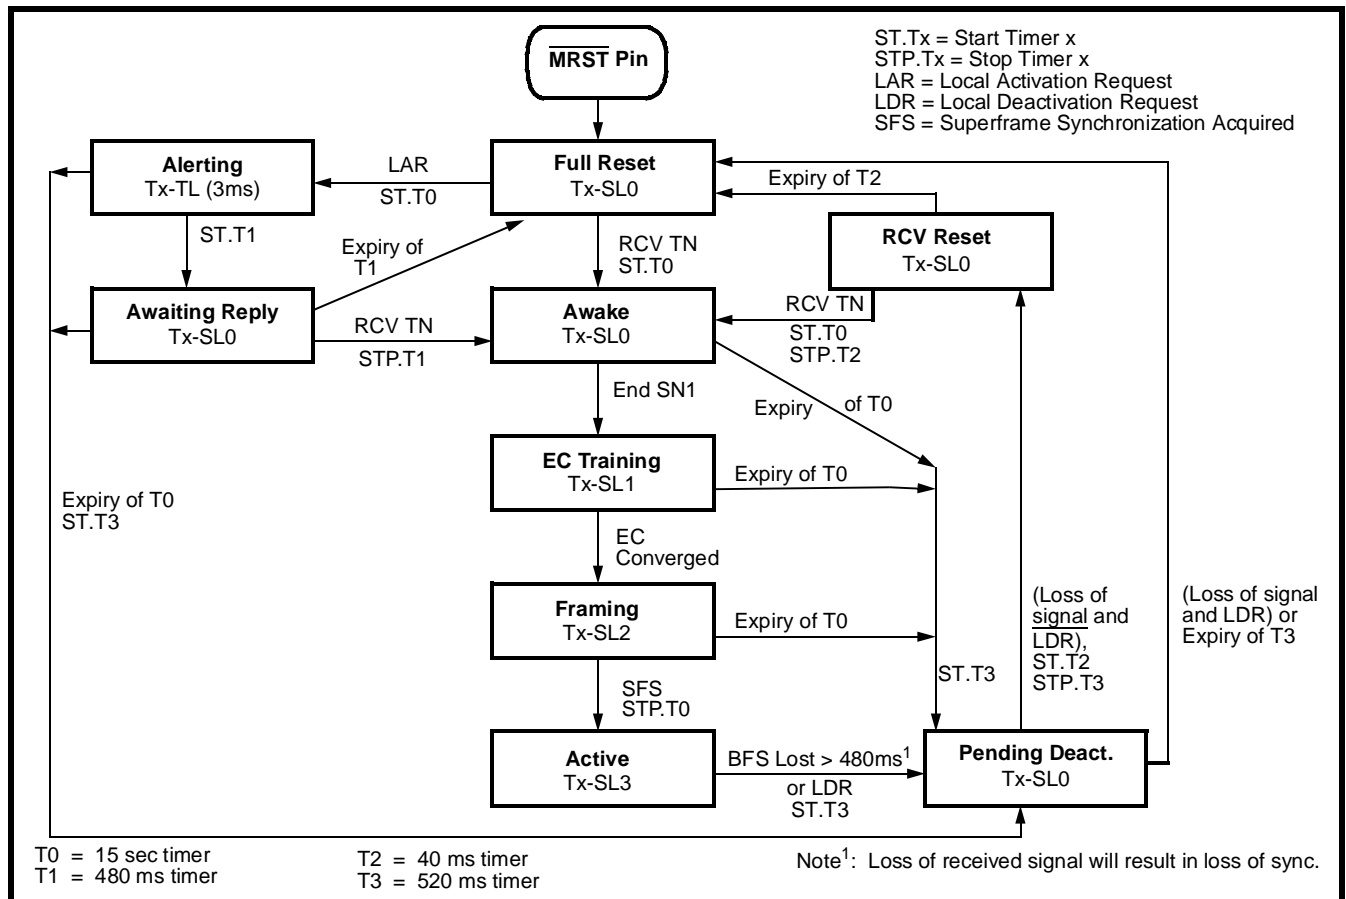 MRST Pin
ST.Tx = Start Timer x
STP.Tx = Stop Timer x
LAR = Local Activation Request
LDR = Local Deactivation Request
SFS = Superframe Synchronization Acquired
Alerting
Tx-TL (3ms)
LAR
ST.T0
Full Reset
Tx-SL0
Expiry of T2
RCV Reset
Tx-SL0
ST.T1
Expiry of
T1
RCV TN
ST.T0
Awaiting Reply
Tx-SL0
RCV TN
STP.T1
Awake
Tx-SL0
RCV TN
ST.T0
STP.T2
End SN1
Expiry of T0
EC Training
Tx-SL1
Expiry of T0
Expiry of T0
ST.T3
EC
Converged
Framing
Tx-SL2
Expiry of T0
(Loss of
signal and
LDR),
ST.T2
STP.T3
(Loss of signal
and LDR) or
Expiry of T3
ST.T3
SFS
STP.T0
Active
Tx-SL3
BFS Lost > 480ms1
or LDR
ST.T3
Pending Deact.
Tx-SL0
T0 = 15 sec timer
T1 = 480 ms timer
T2 = 40 ms timer
T3 = 520 ms timer
Note1: Loss of received signal will result in loss of sync.